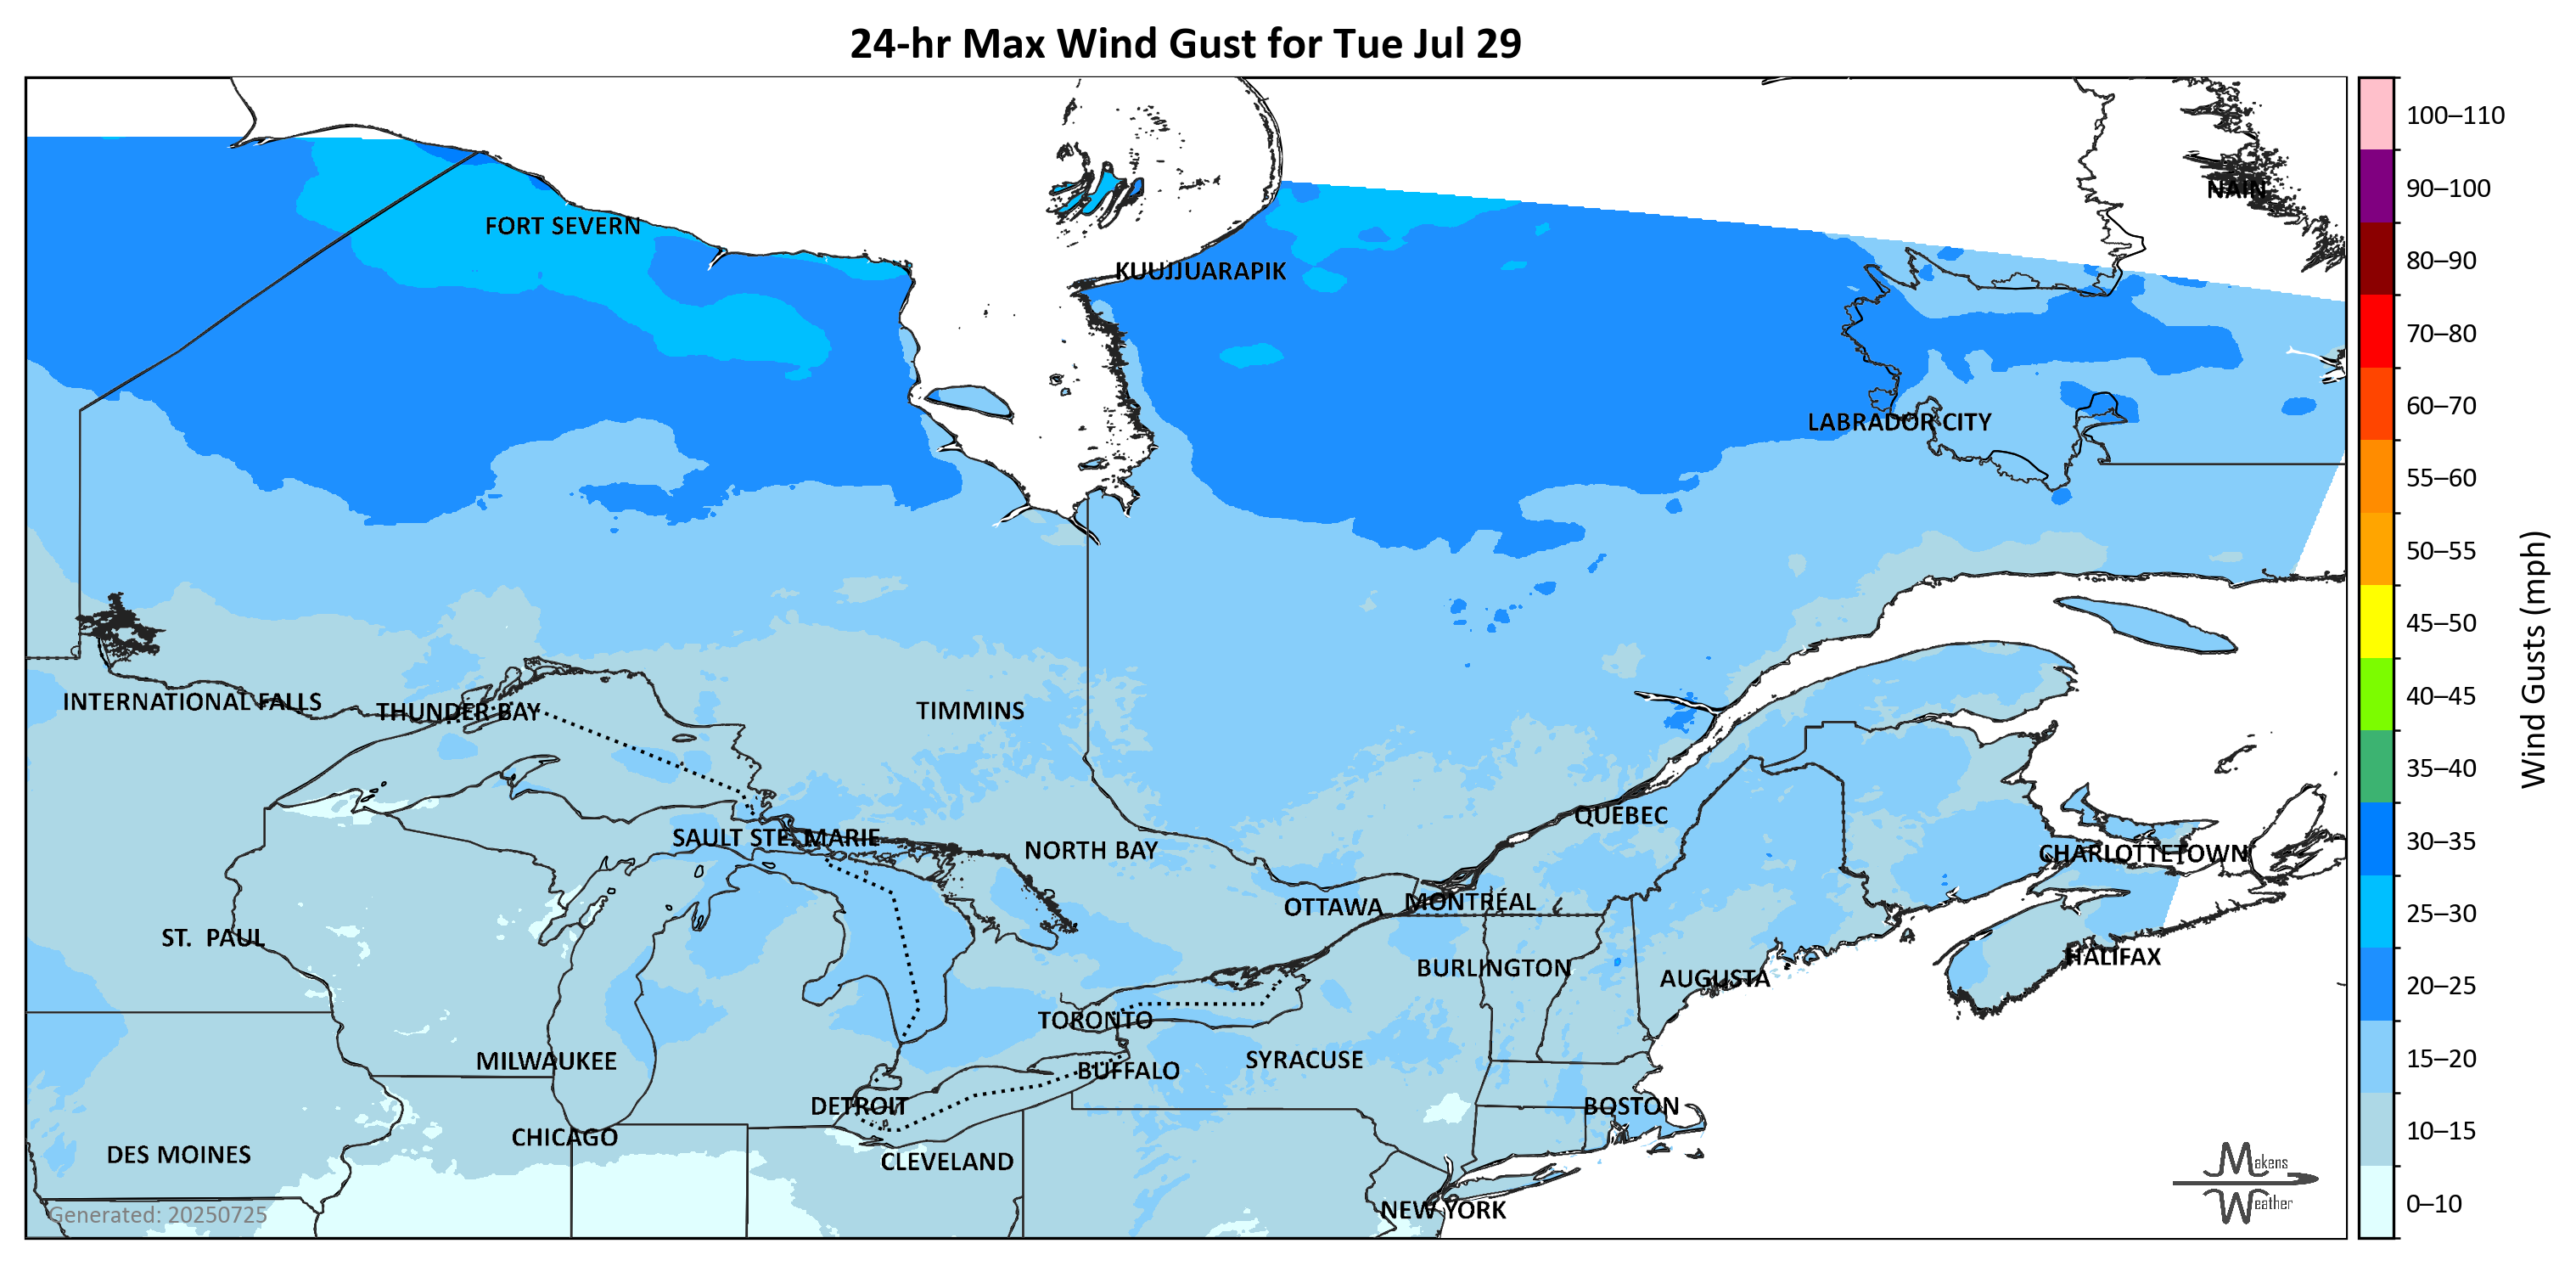 24-hr Max Wind Gust for Tue Jul 29
100–110
90–100
NAIN
80–90
FORT SEVERN
KUUJJUARAPIK
70–80
60–70
LABRADOR CITY
55–60
50–55
45–50
40–45
Wind Gusts (mph)
INTERNATIONAL FALLS
THUNDER BAY
TIMMINS
35–40
QUEBEC
30–35
SAULT STE. MARIE
NORTH BAY
CHARLOTTETOWN
OTTAWA
MONTRÉAL
25–30
ST. PAUL
HALIFAX
BURLINGTON
AUGUSTA
20–25
TORONTO
MILWAUKEE
SYRACUSE
15–20
BUFFALO
DETROIT
BOSTON
10–15
CHICAGO
DES MOINES
CLEVELAND
Makens
Weather
0–10
NEW YORK
Generated: 20250725